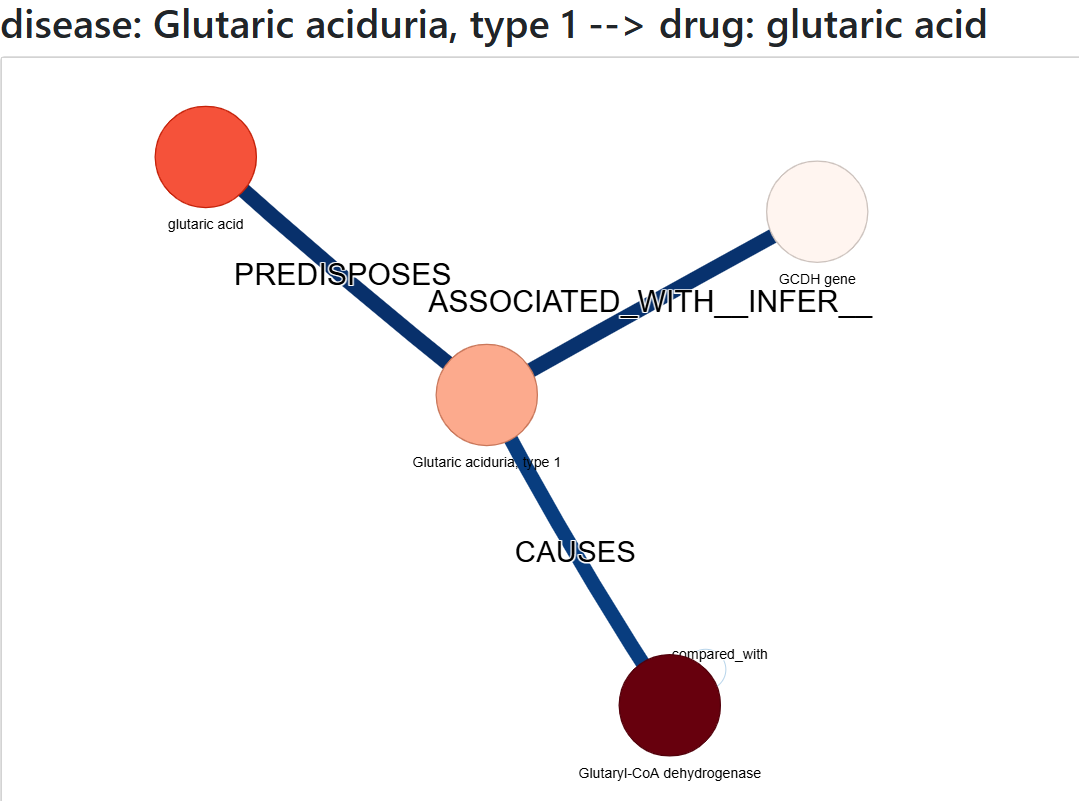 disease: Glutaric aciduria, type 1 --> drug: glutaric acid
glutaric acid
PREDISPOSES
GCDH gene
ASSOCIATED_WITH__INFER__
Glutaric aciduria, type 1
CAUSES
compared_with
Glutaryl-CoA dehydrogenase